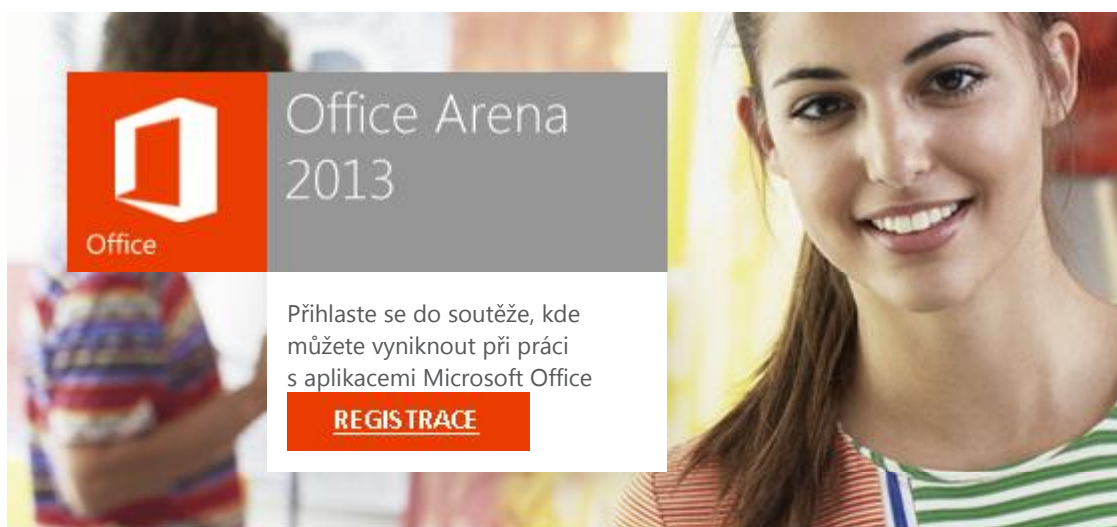 Office Arena
2013
Office
Přihlaste se do soutěže, kde
můžete vyniknout při práci
s aplikacemi Microsoft Office
REGISTRACE